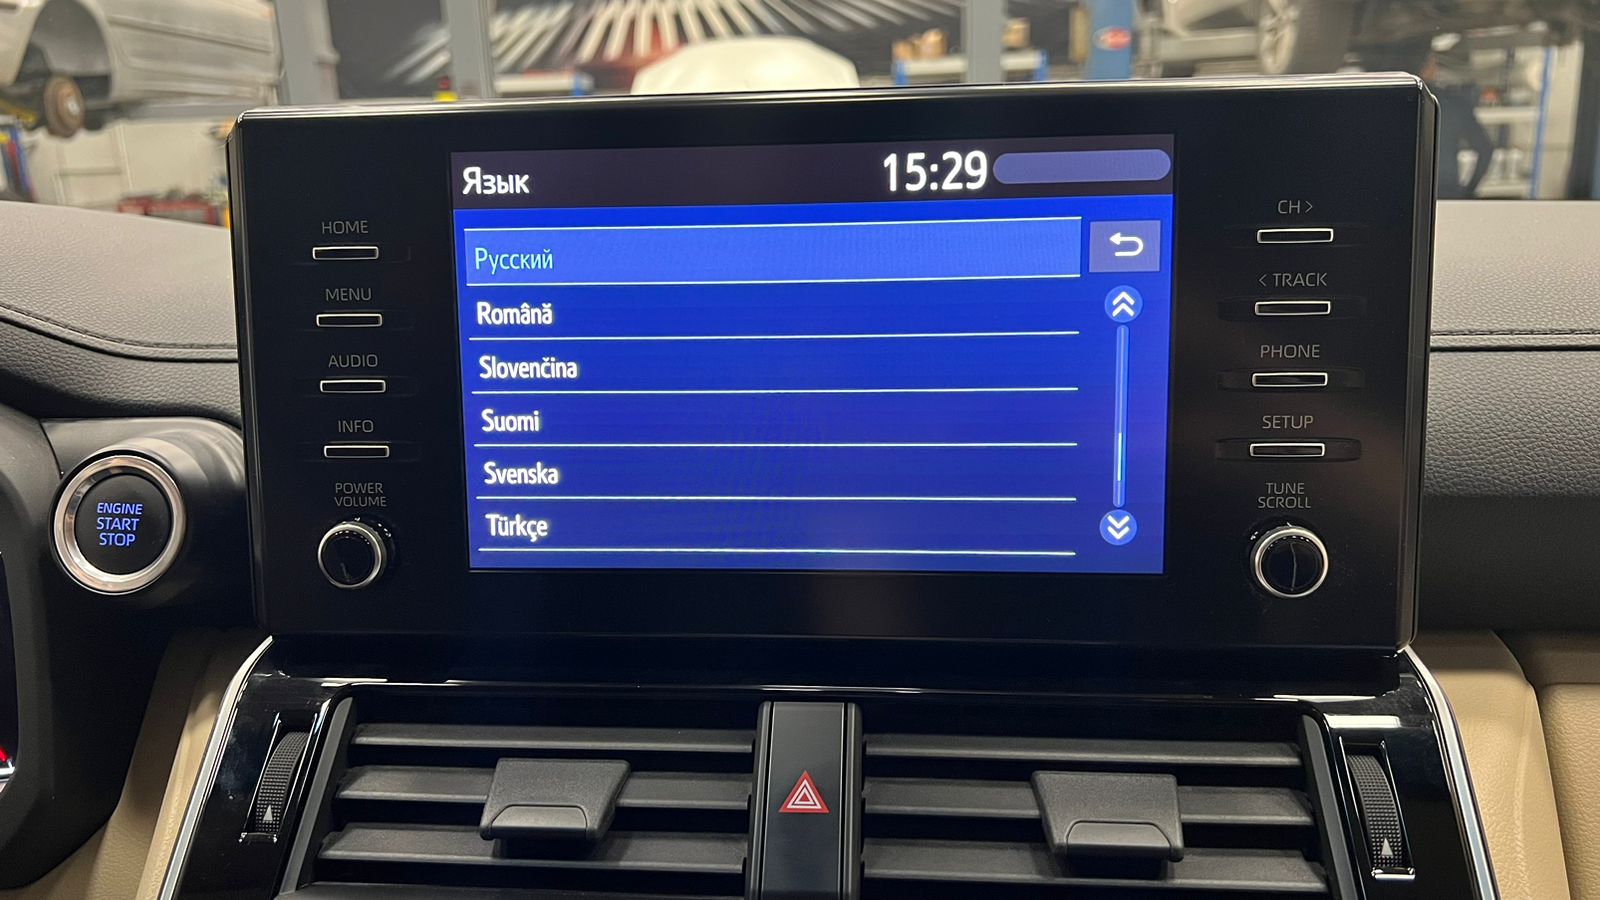 Язык
15:29
Русский
Română
Slovenčina
Suomi
Svenska
Türkçe
HOME
MENU
AUDIO
INFO
POWER
VOLUME
CH >
< TRACK
PHONE
SETUP
TUNE
SCROLL
ENGINE
START
STOP